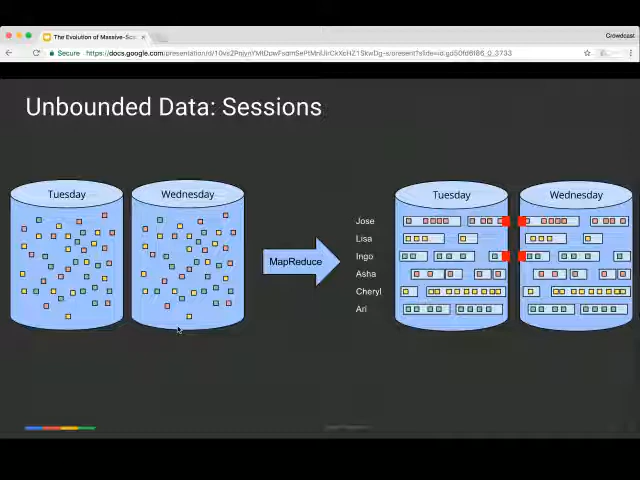 The Evolution of Massive-Scale
Crowdcast
Secure
Unbounded Data: Sessions
Tuesday
Wednesday
MapReduce
Tuesday
Wednesday
Jose
Lisa
Ingo
Asha
Cheryl
Ari